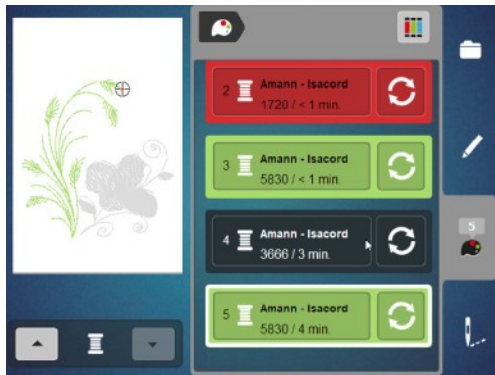 2 Amann - Isacord
1720 / < 1 min.
3 Amann - Isacord
5830 / < 1 min.
4 Amann - Isacord
3666 / 3 min.
5
5 Amann - Isacord
5830 / 4 min.